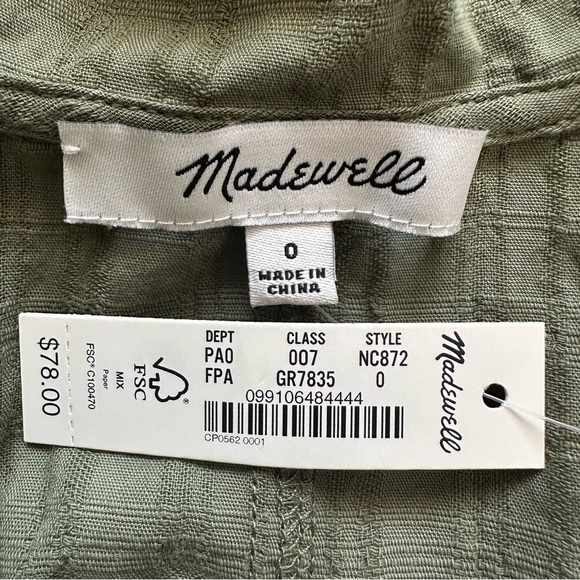 Madewell
0
MADE IN
CHINA
$78.00
FSC® C100470
Paper
MIX
FSC
DEPT CLASS STYLE
PAO 007 NC872
FPA GR7835 0
099106484444
CP0562 0001
Madewell